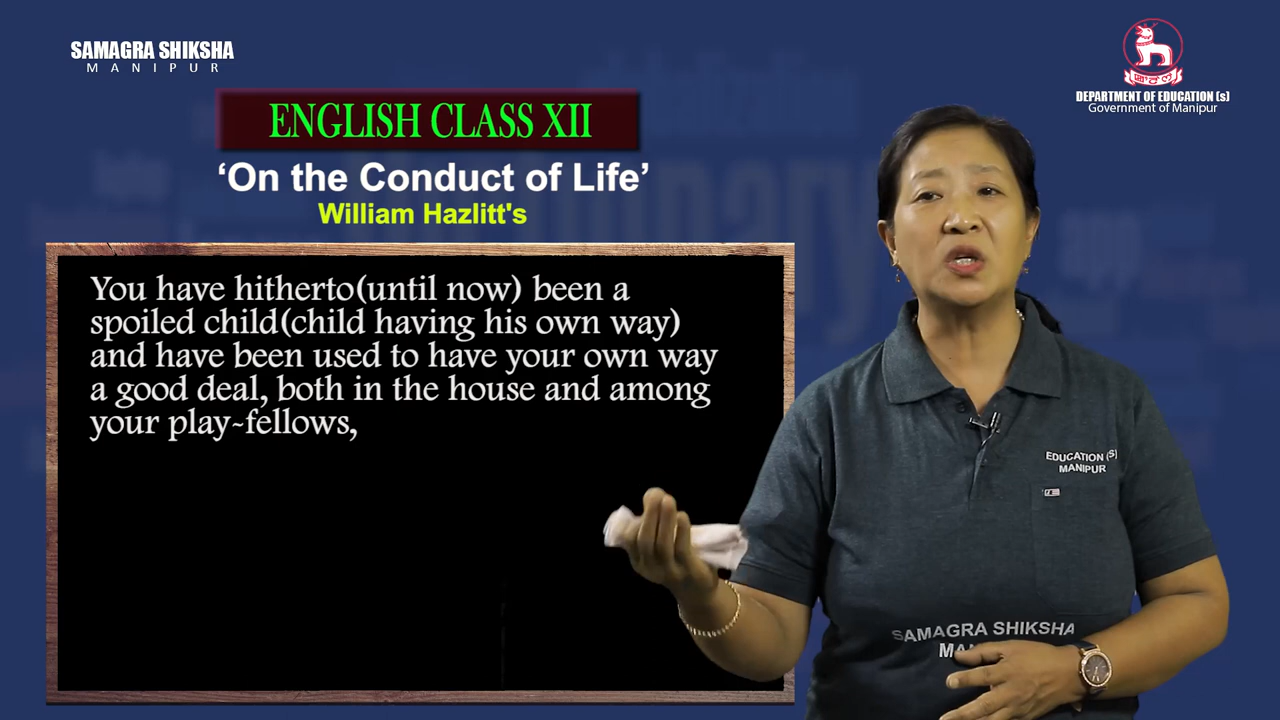 SAMAGRA SHIKSHA
MANIPUR
DEPARTMENT OF EDUCATION (s)
Government of Manipur
ENGLISH CLASS XII
‘On the Conduct of Life’
William Hazlitt's
You have hitherto(until now) been a
spoiled child(child having his own way)
and have been used to have your own way
a good deal, both in the house and among
your play-fellows,
EDUCATION (S)
MANIPUR
SAMAGRA SHIKSHA